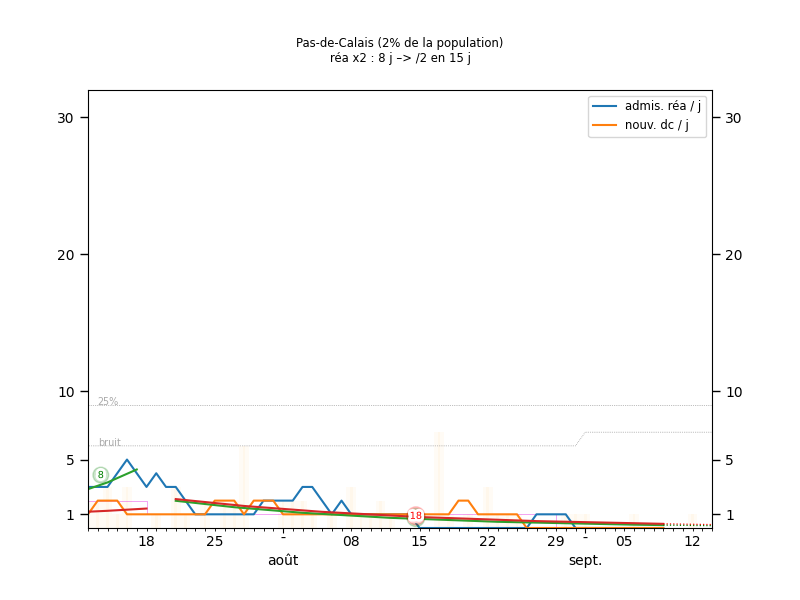 Pas-de-Calais (2% de la population)
réa x2 : 8 j –> /2 en 15 j
admis. réa / j
nouv. dc / j
30 30
20 20
10 10
25%
bruit
5 5
8
18
1 1
18 25 - 08 15 22 29 - 05 12
août sept.